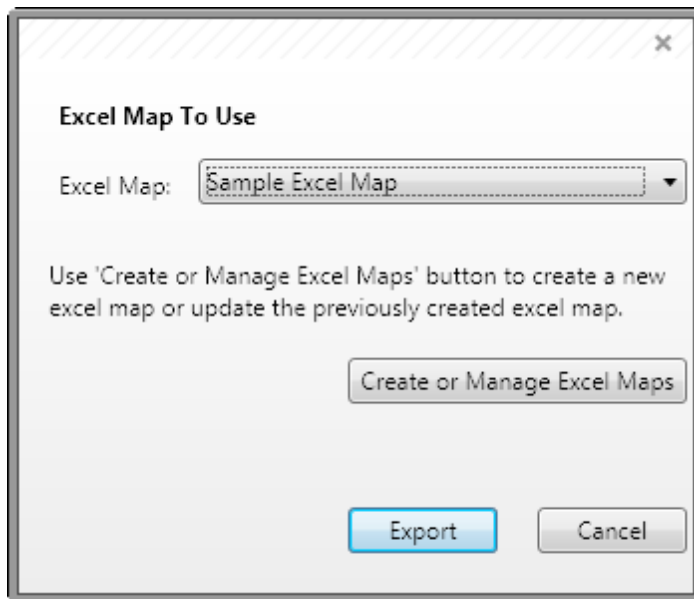 Excel Map To Use
Excel Map: Sample Excel Map
Use 'Create or Manage Excel Maps' button to create a new
excel map or update the previously created excel map.
Create or Manage Excel Maps
Export Cancel